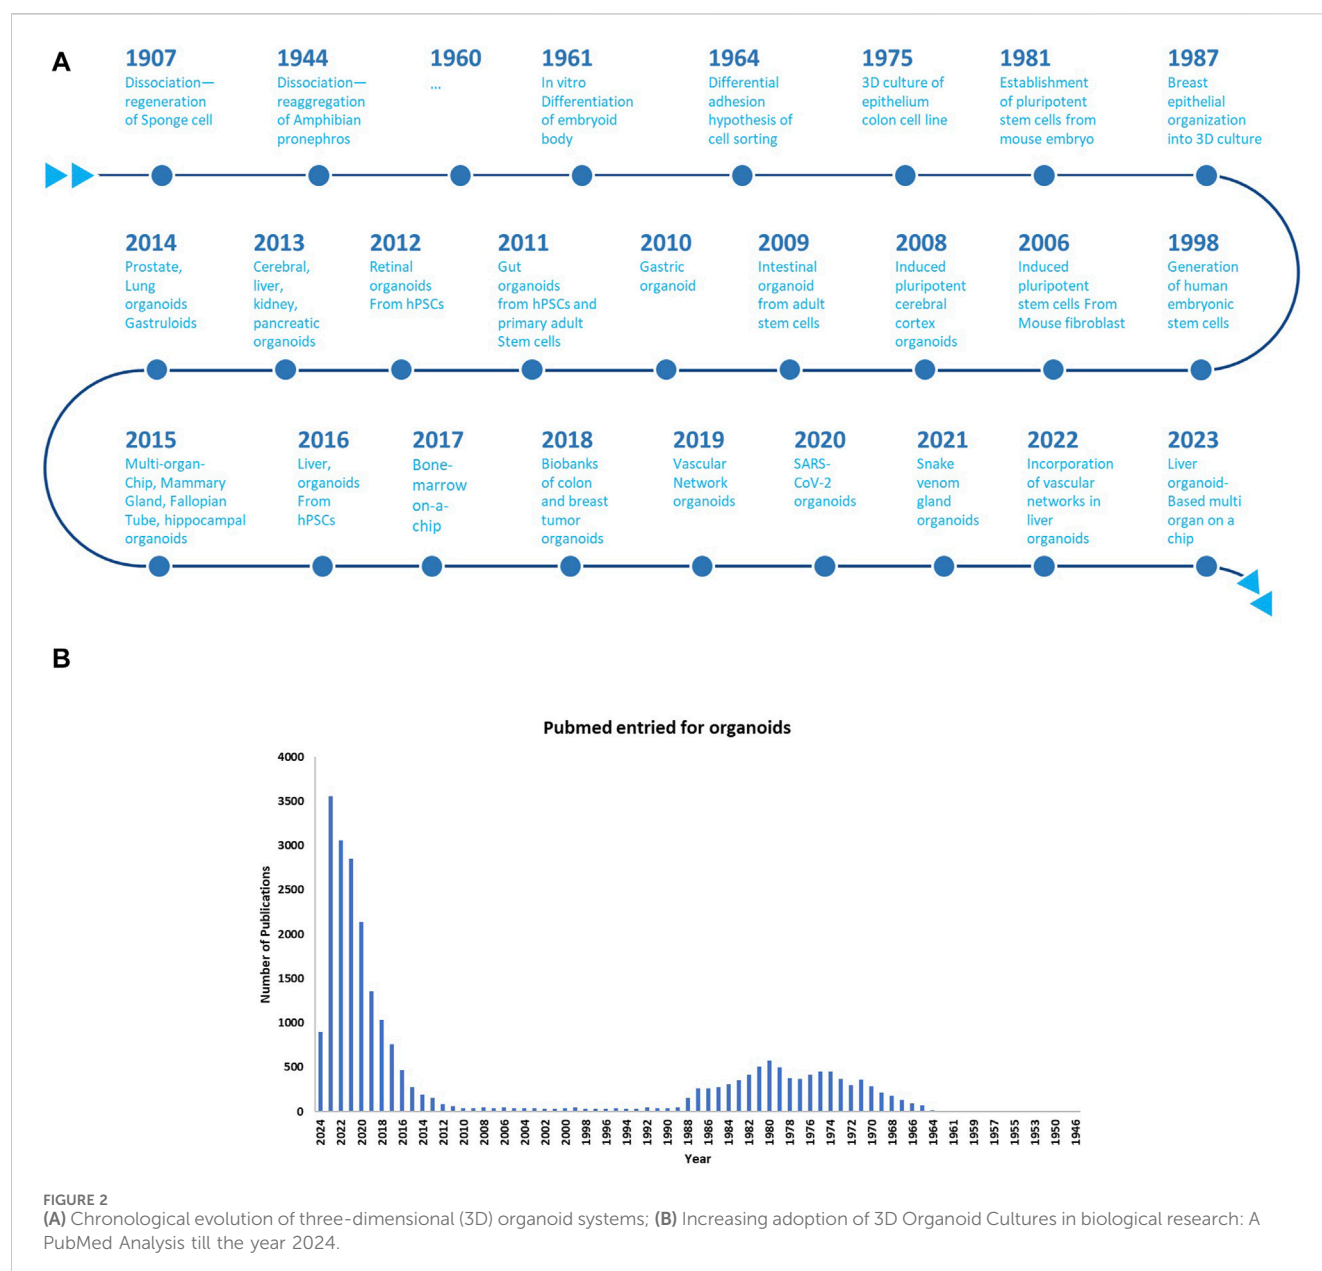 A
1907
Dissociation—
regeneration
of Sponge cell
1944
Dissociation—
reaggregation
of Amphibian
pronephros
1960
...
1961
In vitro
Differentiation
of embryoid
body
1964
Differential
adhesion
hypothesis of
cell sorting
1975
3D culture of
epithelium
colon cell line
1981
Establishment
of pluripotent
stem cells from
mouse embryo
1987
Breast
epithelial
organization
into 3D culture
2014
Prostate,
Lung
organoids
Gastruloids
2013
Cerebral,
liver,
kidney,
pancreatic
organoids
2012
Retinal
organoids
From hPSCs
2011
Gut
organoids
from hPSCs and
primary adult
Stem cells
2010
Gastric
organoid
2009
Intestinal
organoid
from adult
stem cells
2008
Induced
pluripotent
cerebral
cortex
organoids
2006
Induced
pluripotent
stem cells From
Mouse fibroblast
1998
Generation
of human
embryonic
stem cells
2015
Multi-organ-
Chip, Mammary
Gland, Fallopian
Tube, hippocampal
organoids
2016
Liver,
organoids
From
hPSCs
2017
Bone-
marrow
on-a-
chip
2018
Biobanks
of colon
and breast
tumor
organoids
2019
Vascular
Network
organoids
2020
SARS-
CoV-2
organoids
2021
Snake
venom
gland
organoids
2022
Incorporation
of vascular
networks in
liver
organoids
2023
Liver
organoid-
Based multi
organ on a
chip
B
Pubmed entried for organoids
Number of Publications
4000
3500
3000
2500
2000
1500
1000
500
0
2024 2022 2020 2018 2016 2014 2012 2010 2008 2006 2004 2002 2000 1998 1996 1994 1992 1990 1988 1986 1984 1982 1980 1978 1976 1974 1972 1970 1968 1966 1964 1961 1959 1957 1955 1953 1950 1946
Year
FIGURE 2
(A) Chronological evolution of three-dimensional (3D) organoid systems; (B) Increasing adoption of 3D Organoid Cultures in biological research: A
PubMed Analysis till the year 2024.